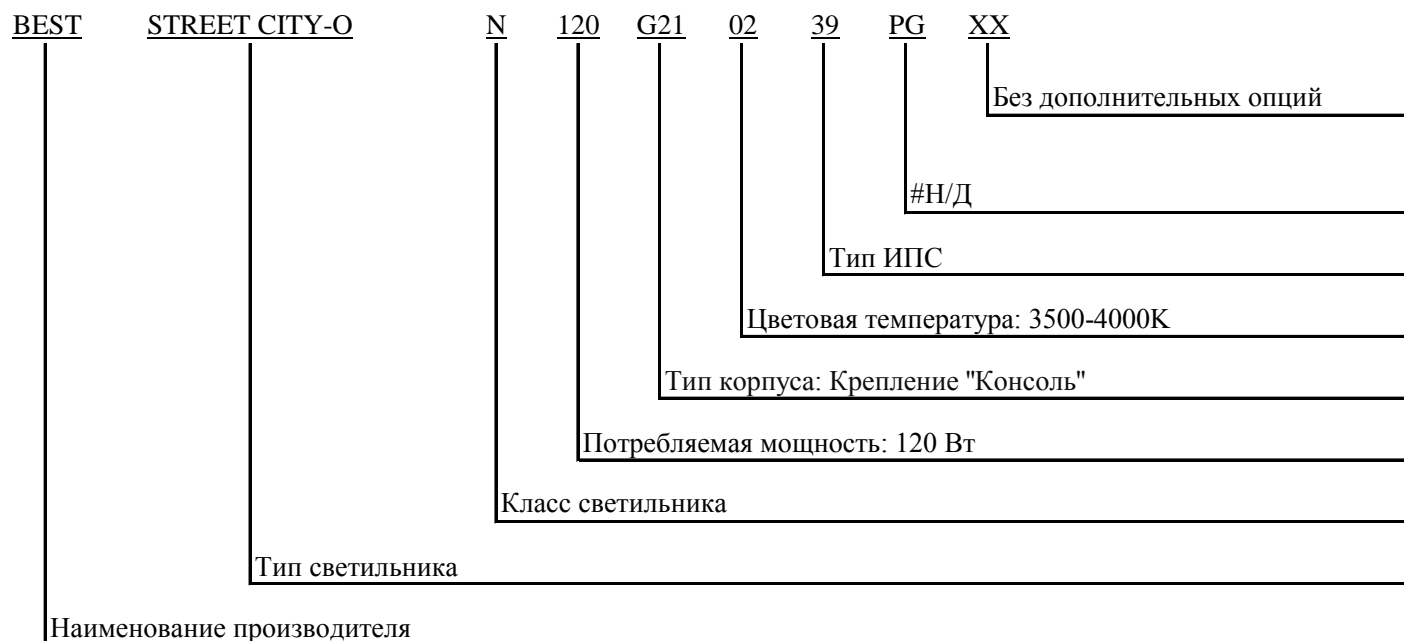 BEST STREET CITY-O N 120 G21 02 39 PG XX
Без дополнительных опций
#Н/Д
Тип ИПС
Цветовая температура: 3500-4000К
Тип корпуса: Крепление "Консоль"
Потребляемая мощность: 120 Вт
Класс светильника
Тип светильника
Наименование производителя